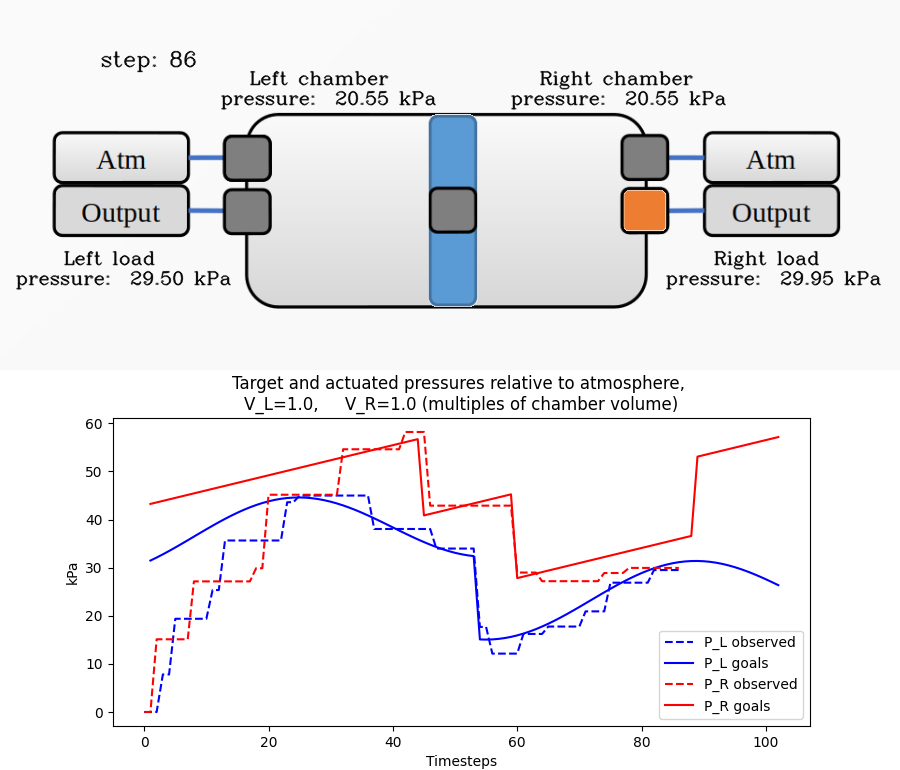 step: 86
Left chamber
pressure: 20.55 kPa
Right chamber
pressure: 20.55 kPa
Atm
Output
Atm
Output
Left load
pressure: 29.50 kPa
Right load
pressure: 29.95 kPa
Target and actuated pressures relative to atmosphere,
V_L=1.0, V_R=1.0 (multiples of chamber volume)
60
50
40
30
20
10
0
kPa
P_L observed
P_L goals
P_R observed
P_R goals
0 20 40 60 80 100
Timesteps